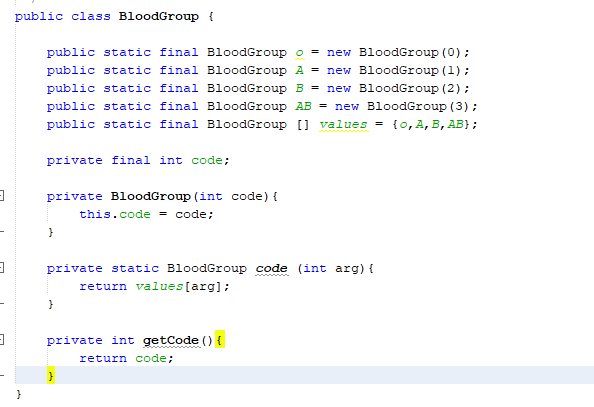 public class BloodGroup {
public static final BloodGroup o = new BloodGroup(0);
public static final BloodGroup A = new BloodGroup(1);
public static final BloodGroup B = new BloodGroup(2);
public static final BloodGroup AB = new BloodGroup(3);
public static final BloodGroup [] values = {o,A,B,AB};
private final int code;
private BloodGroup(int code){
this.code = code;
}
private static BloodGroup code (int arg){
return values[arg];
}
private int getCode(){
return code;
}
}